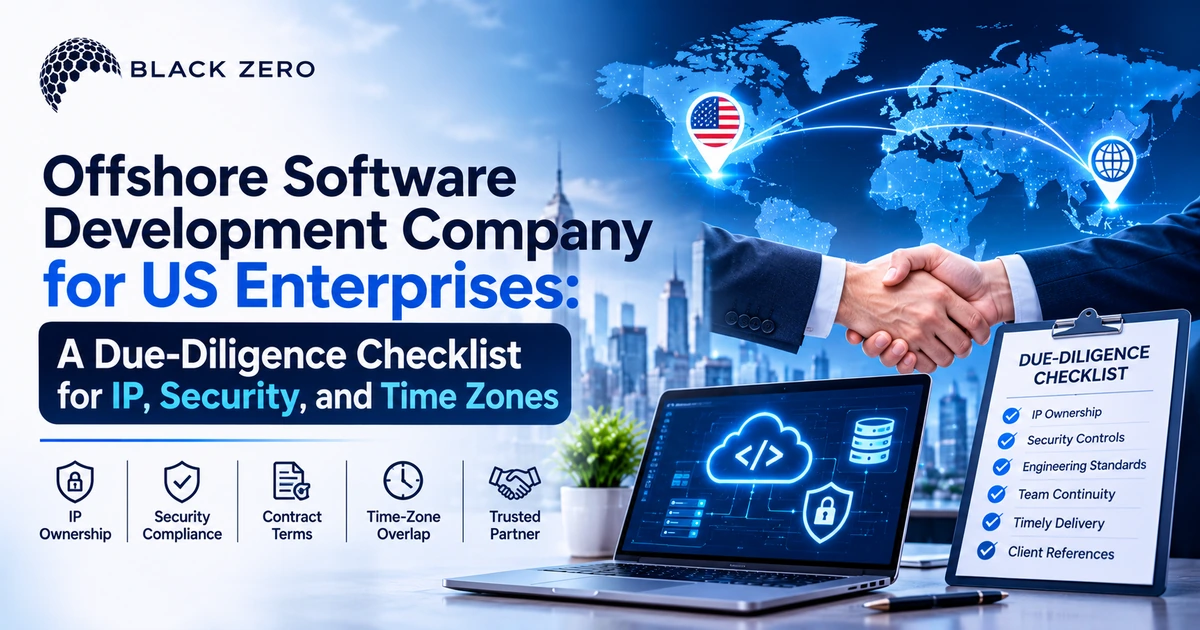 BLACK ZERO
Offshore Software
Development Company
for US Enterprises:
A Due-Diligence Checklist
for IP, Security, and Time Zones
IP
Ownership
Security
Compliance
Contract
Terms
Time-Zone
Overlap
Trusted
Partner
</>
DUE-DILIGENCE
CHECKLIST
IP Ownership
Security Controls
Engineering Standards
Team Continuity
Timely Delivery
Client References